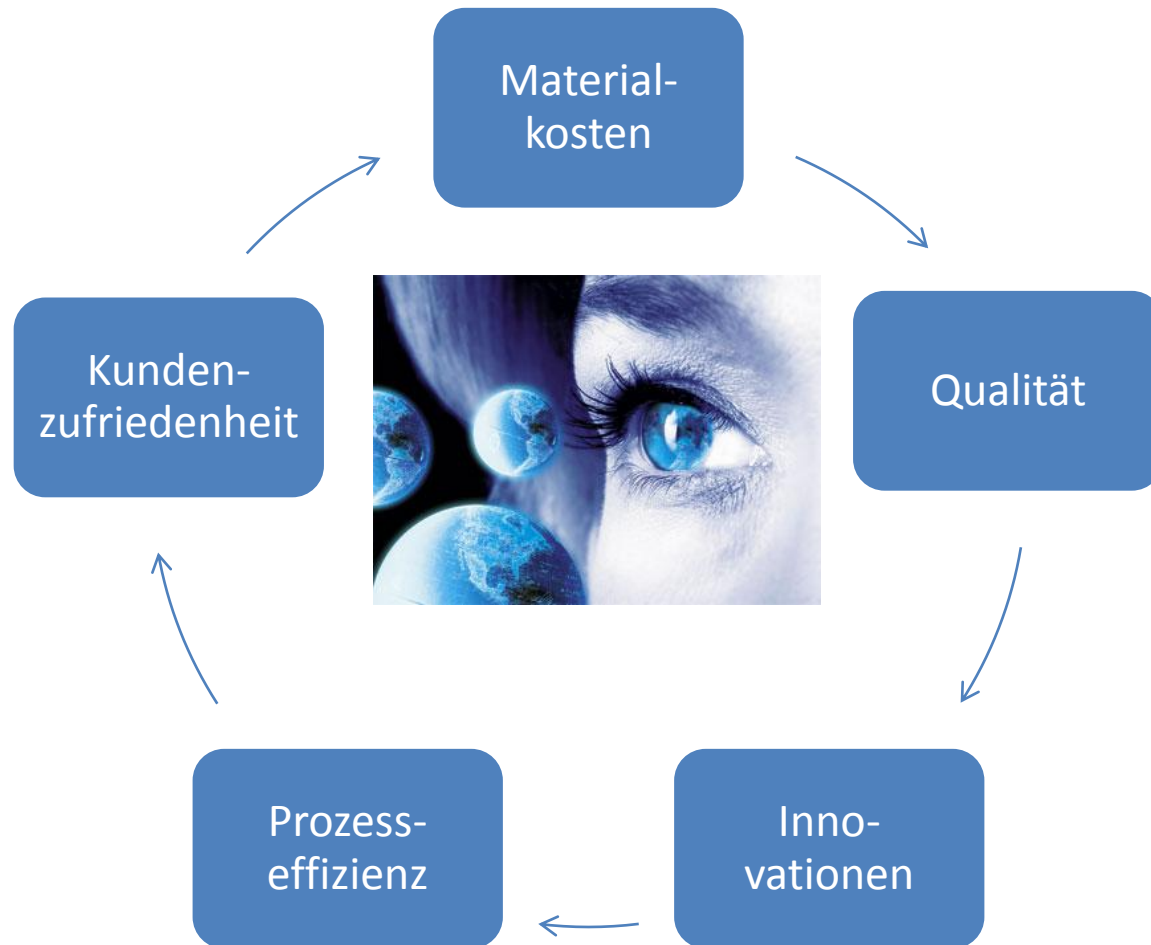 Material-
kosten
Qualität
Inno-
vationen
Prozess-
effizienz
Kunden-
zufriedenheit